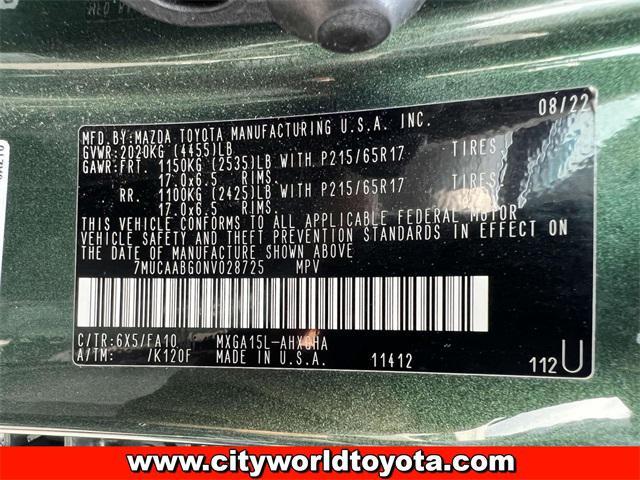 08/22
MFD. BY:MAZDA TOYOTA MANUFACTURING U.S.A. INC.
GVWR:2020KG (4455)LB
GAWR:FRT. 1150KG (2535)LB WITH P215/65R17 TIRES
17.0x6.5 RIMS.
RR. 1100KG (2425)LB WITH P215/65R17 TIRES
17.0x6.5 RIMS.
THIS VEHICLE CONFORMS TO ALL APPLICABLE FEDERAL MOTOR
VEHICLE SAFETY AND THEFT PREVENTION STANDARDS IN EFFECT ON
THE DATE OF MANUFACTURE SHOWN ABOVE.
7MUCAABG0NV028725 MPV
C/TR:6X5/FA10 MXGA15L-AHXGHA
A/TM: /K120F MADE IN U.S.A. 11412
112U
www.cityworldtoyota.com